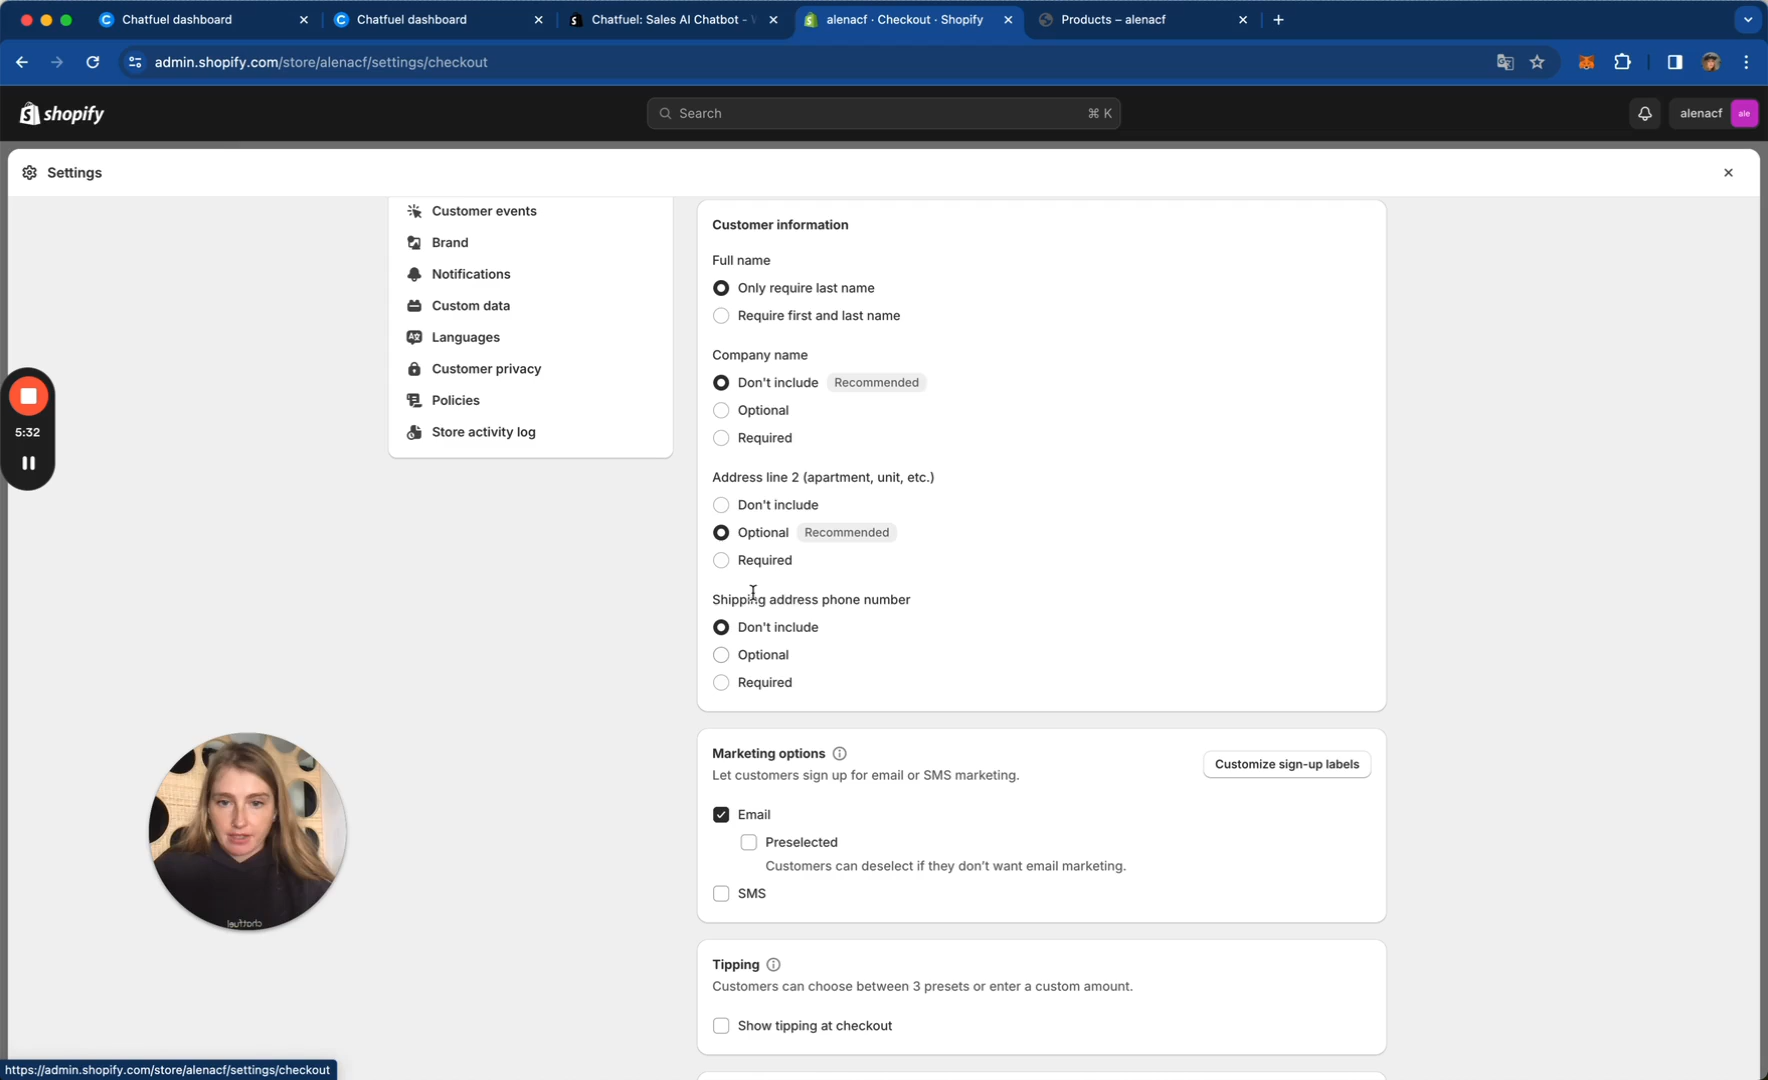 Chatfuel dashboard
Chatfuel dashboard
Chatfuel: Sales AI Chatbot -
alenacf · Checkout · Shopify
Products – alenacf
admin.shopify.com/store/alenacf/settings/checkout
shopify
Search
⌘ K
alenacf
ale
Settings
Customer events
Brand
Notifications
Custom data
Languages
Customer privacy
Policies
Store activity log
5:32
Customer information
Full name
Only require last name
Require first and last name
Company name
Don't include Recommended
Optional
Required
Address line 2 (apartment, unit, etc.)
Don't include
Optional Recommended
Required
Shipping address phone number
Don't include
Optional
Required
Marketing options
Let customers sign up for email or SMS marketing.
Customize sign-up labels
Email
Preselected
Customers can deselect if they don't want email marketing.
SMS
chatfuel
Tipping
Customers can choose between 3 presets or enter a custom amount.
Show tipping at checkout
https://admin.shopify.com/store/alenacf/settings/checkout